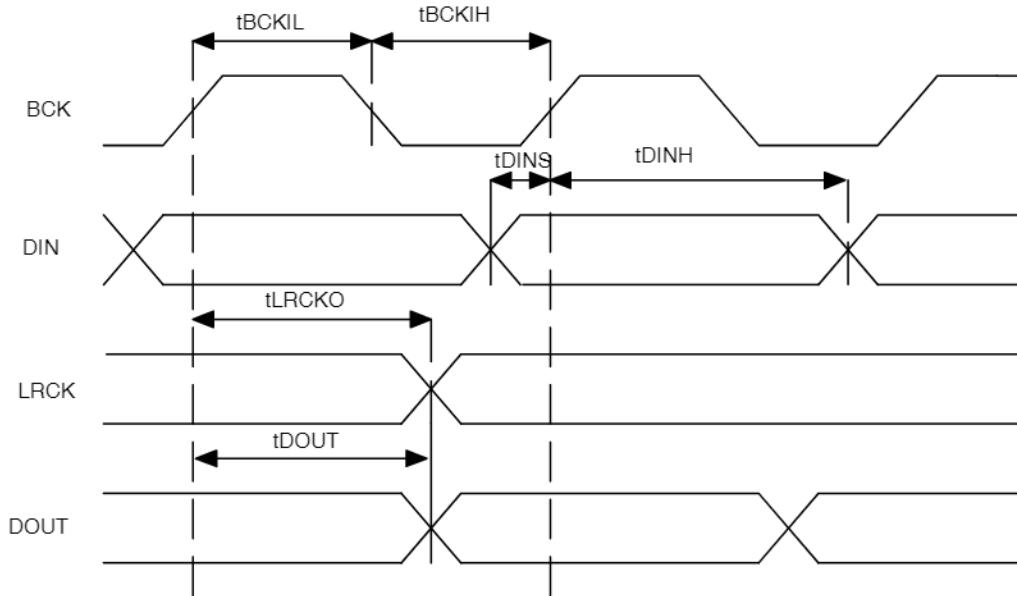 tBCKIL
tBCKIH
BCK
tDINS
tDINH
DIN
tLRCKO
LRCK
tDOUT
DOUT